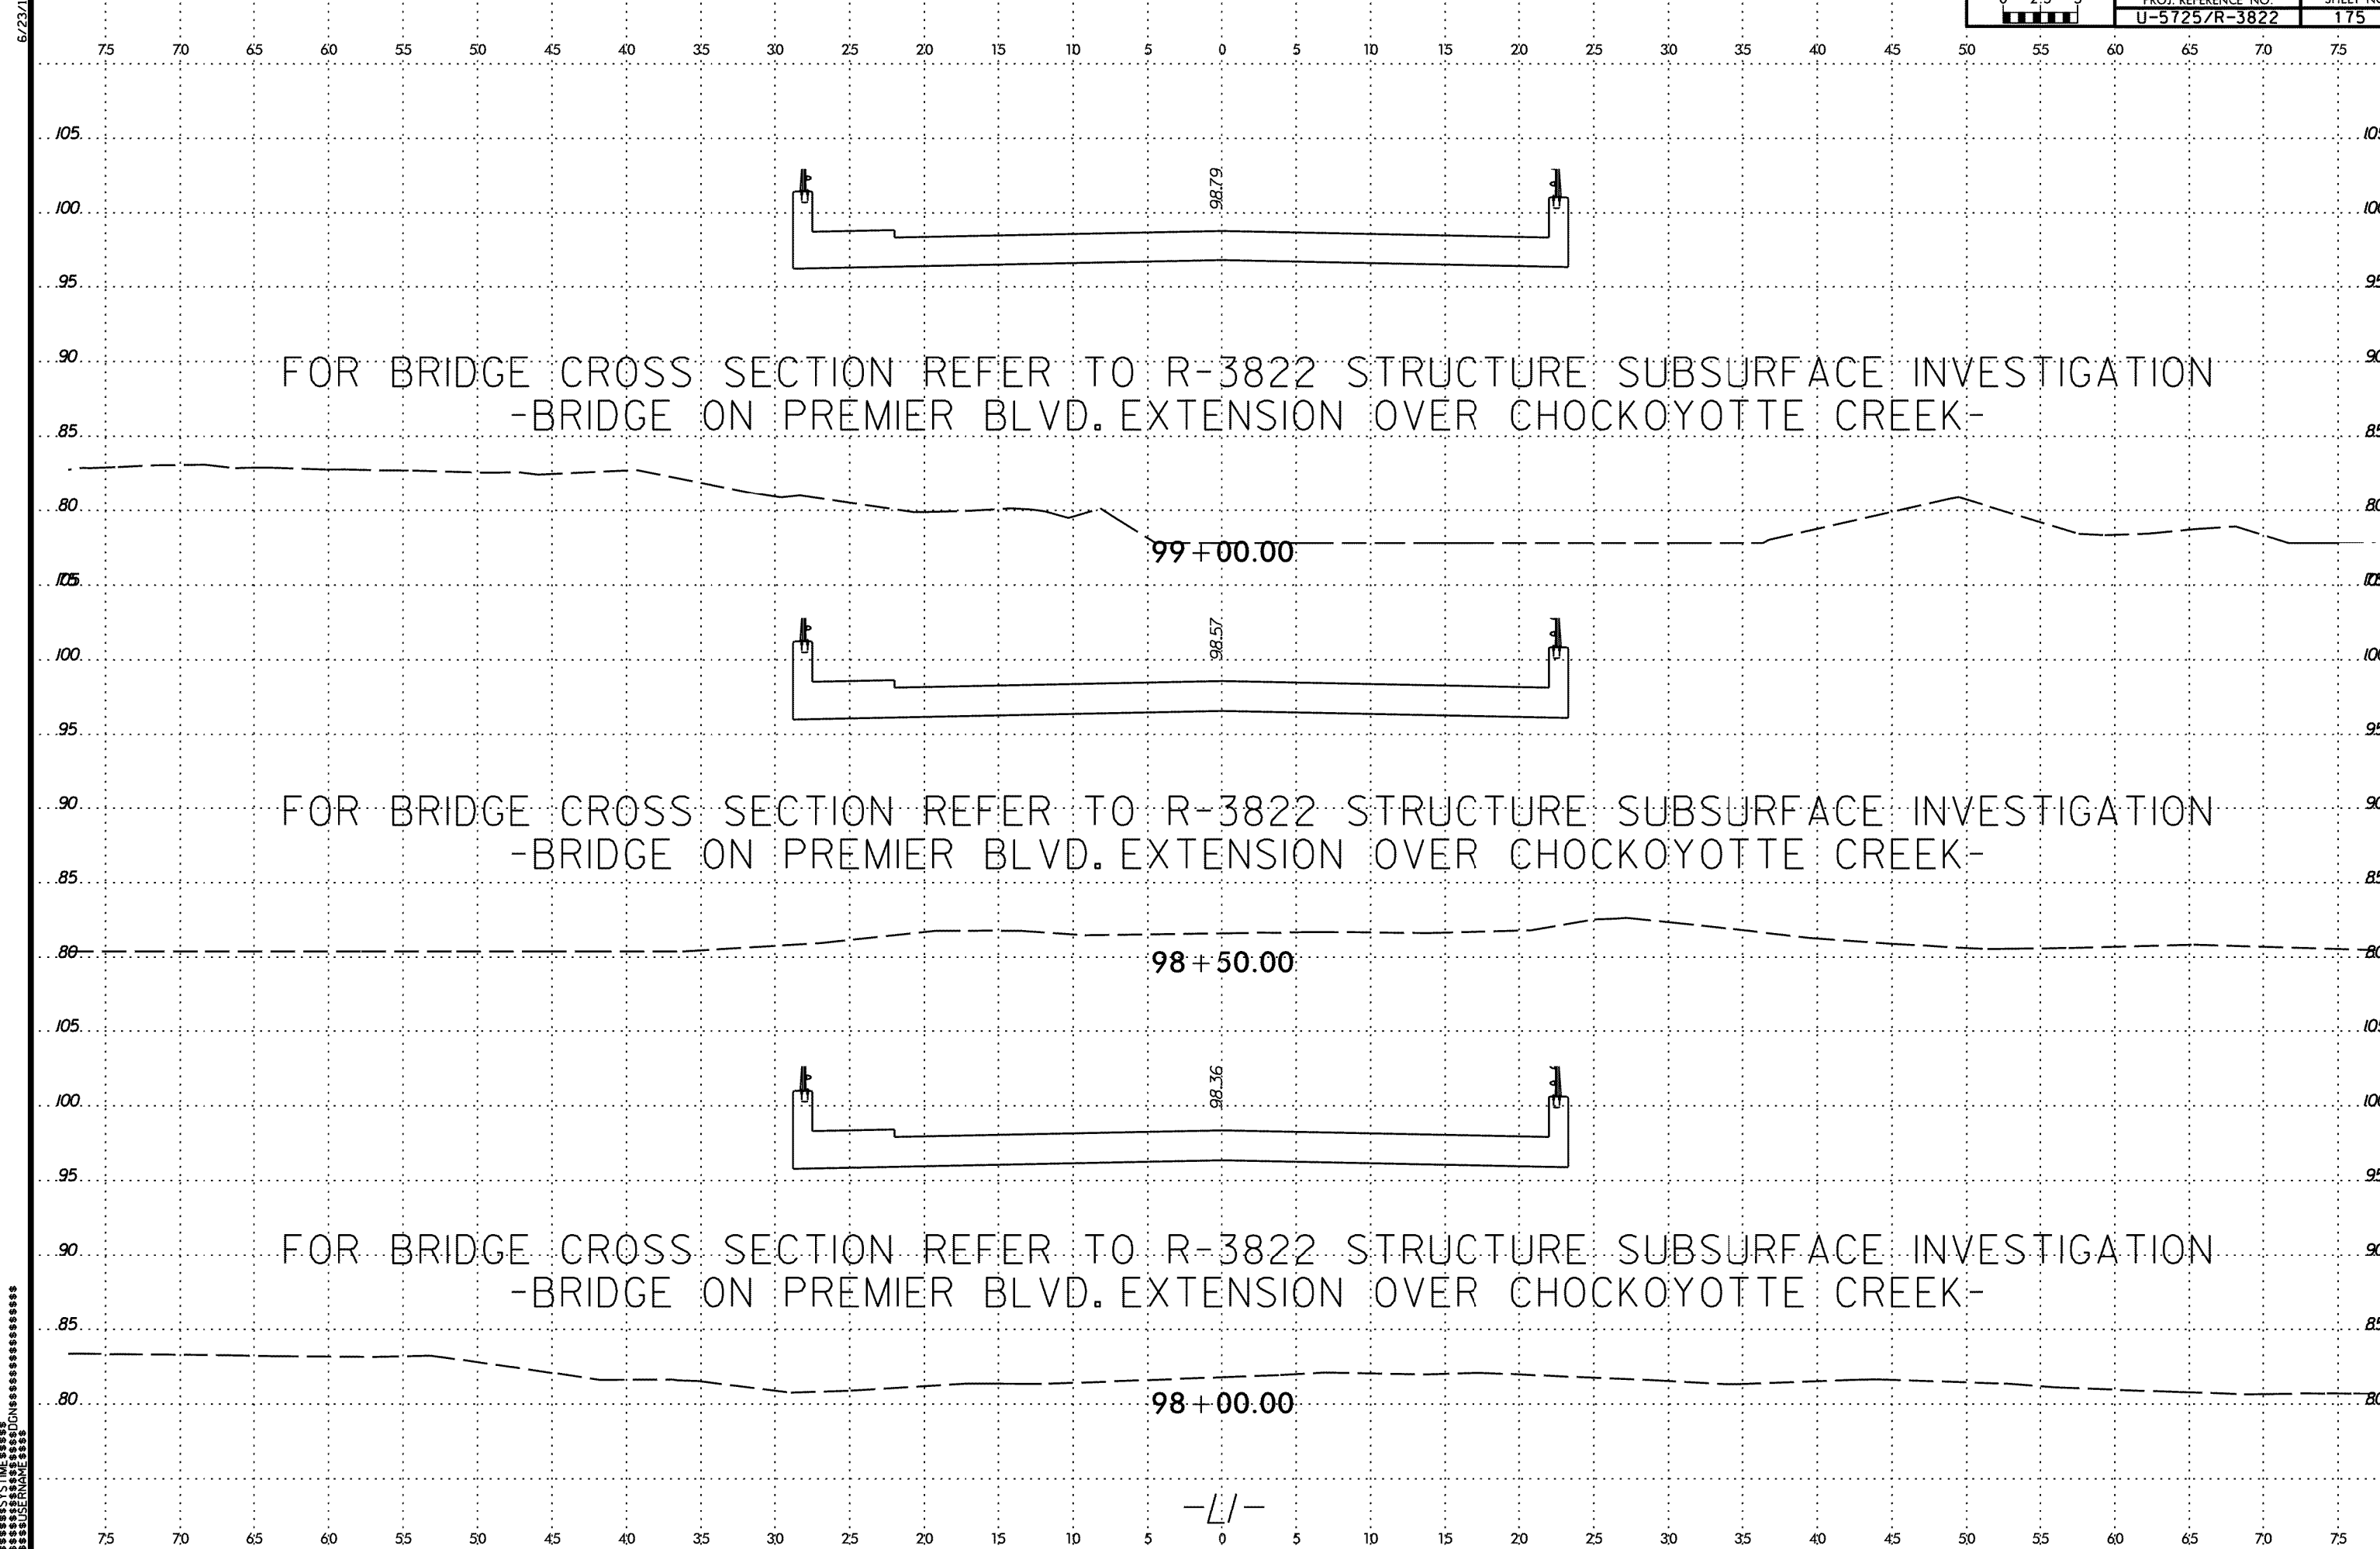 6/23/1
0 2.5 5
PROJ. REFERENCE NO.
U-5725/R-3822
175
75 70 65 60 55 50 45 40 35 30 25 20 15 10 5 0 5 10 15 20 25 30 35 40 45 50 55 60 65 70 75
105
98.79
100
95
90
FOR BRIDGE CROSS SECTION REFER TO R-3822 STRUCTURE SUBSURFACE INVESTIGATION
-BRIDGE ON PREMIER BLVD. EXTENSION OVER CHOCKOYOTTE CREEK-
85
80
99+00.00
98.57
100
95
90
FOR BRIDGE CROSS SECTION REFER TO R-3822 STRUCTURE SUBSURFACE INVESTIGATION
-BRIDGE ON PREMIER BLVD. EXTENSION OVER CHOCKOYOTTE CREEK-
85
80
98+50.00
105
98.36
100
95
90
FOR BRIDGE CROSS SECTION REFER TO R-3822 STRUCTURE SUBSURFACE INVESTIGATION
-BRIDGE ON PREMIER BLVD. EXTENSION OVER CHOCKOYOTTE CREEK-
85
80
98+00.00
-L1-
75 70 65 60 55 50 45 40 35 30 25 20 15 10 5 0 5 10 15 20 25 30 35 40 45 50 55 60 65 70 75